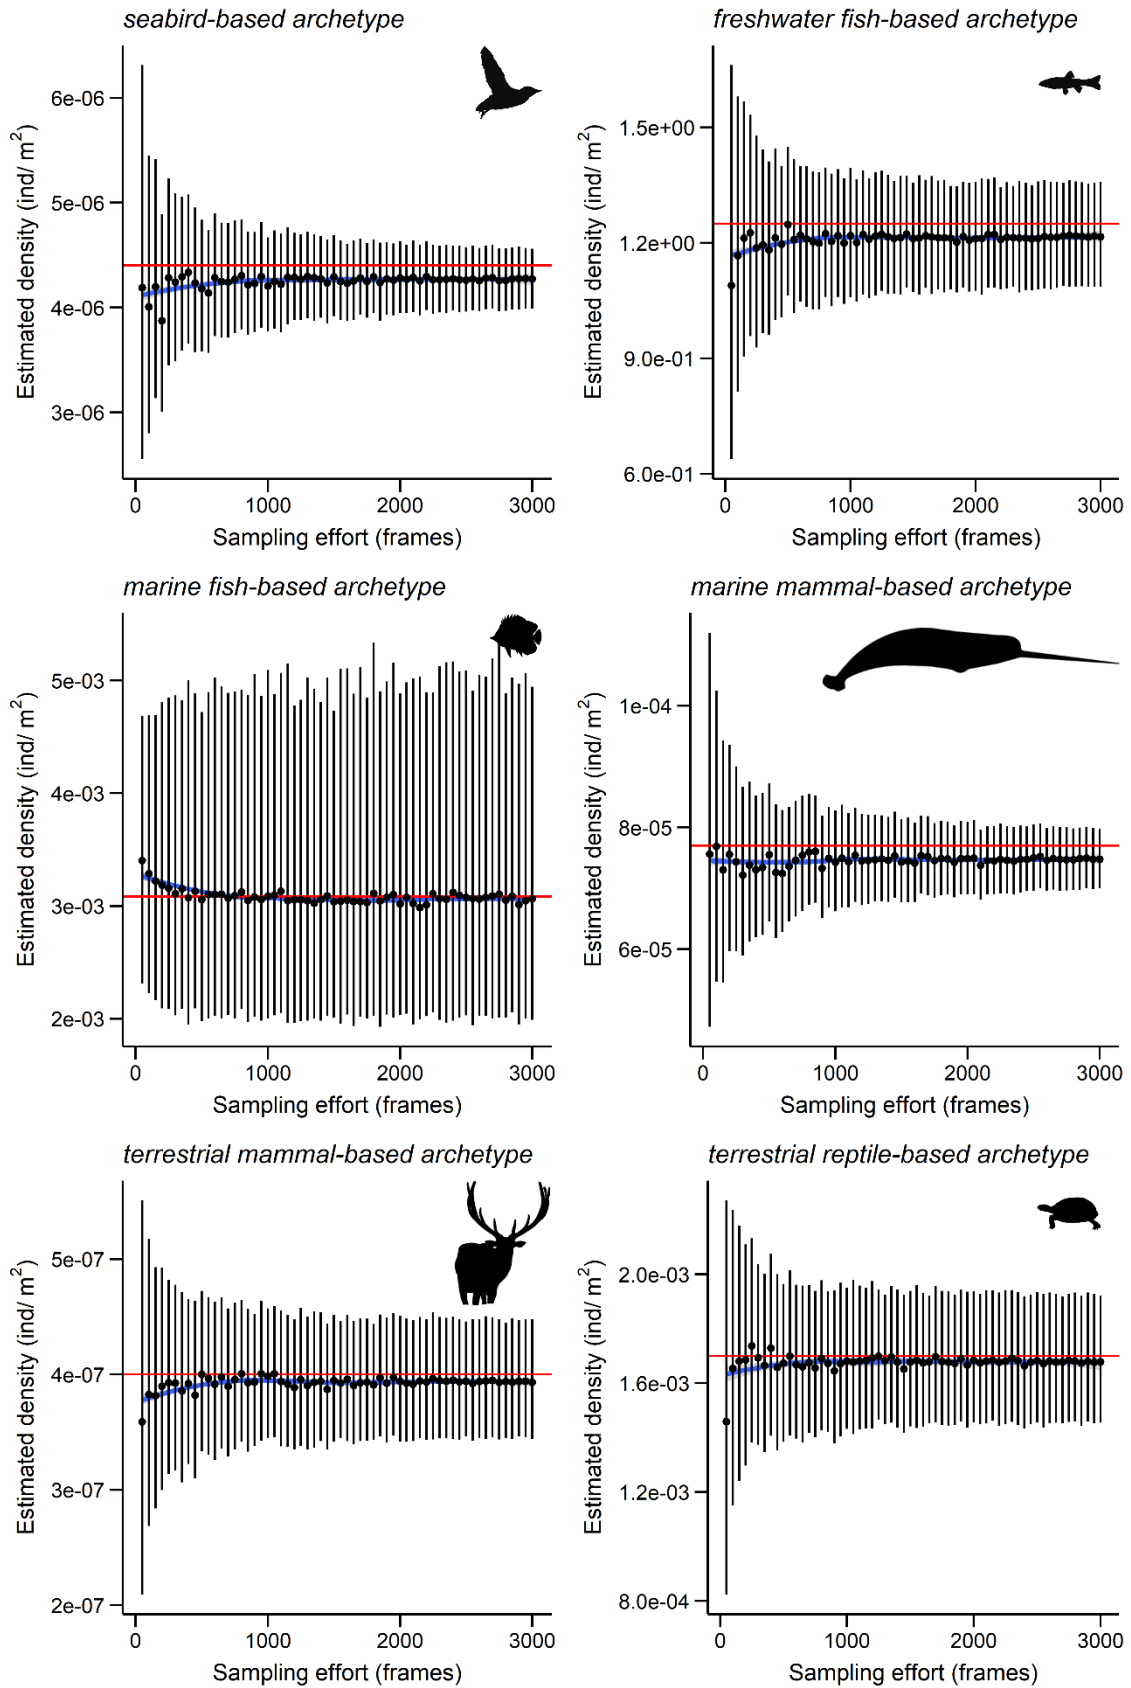 seabird-based archetype
Estimated density (ind/ m²)
6e-06
5e-06
4e-06
3e-06
0 1000 2000 3000
Sampling effort (frames)
freshwater fish-based archetype
Estimated density (ind/ m²)
1.5e+00
1.2e+00
9.0e-01
6.0e-01
0 1000 2000 3000
Sampling effort (frames)
marine fish-based archetype
Estimated density (ind/ m²)
5e-03
4e-03
3e-03
2e-03
0 1000 2000 3000
Sampling effort (frames)
marine mammal-based archetype
Estimated density (ind/ m²)
1e-04
8e-05
6e-05
0 1000 2000 3000
Sampling effort (frames)
terrestrial mammal-based archetype
Estimated density (ind/ m²)
5e-07
4e-07
3e-07
2e-07
0 1000 2000 3000
Sampling effort (frames)
terrestrial reptile-based archetype
Estimated density (ind/ m²)
2.0e-03
1.6e-03
1.2e-03
8.0e-04
0 1000 2000 3000
Sampling effort (frames)